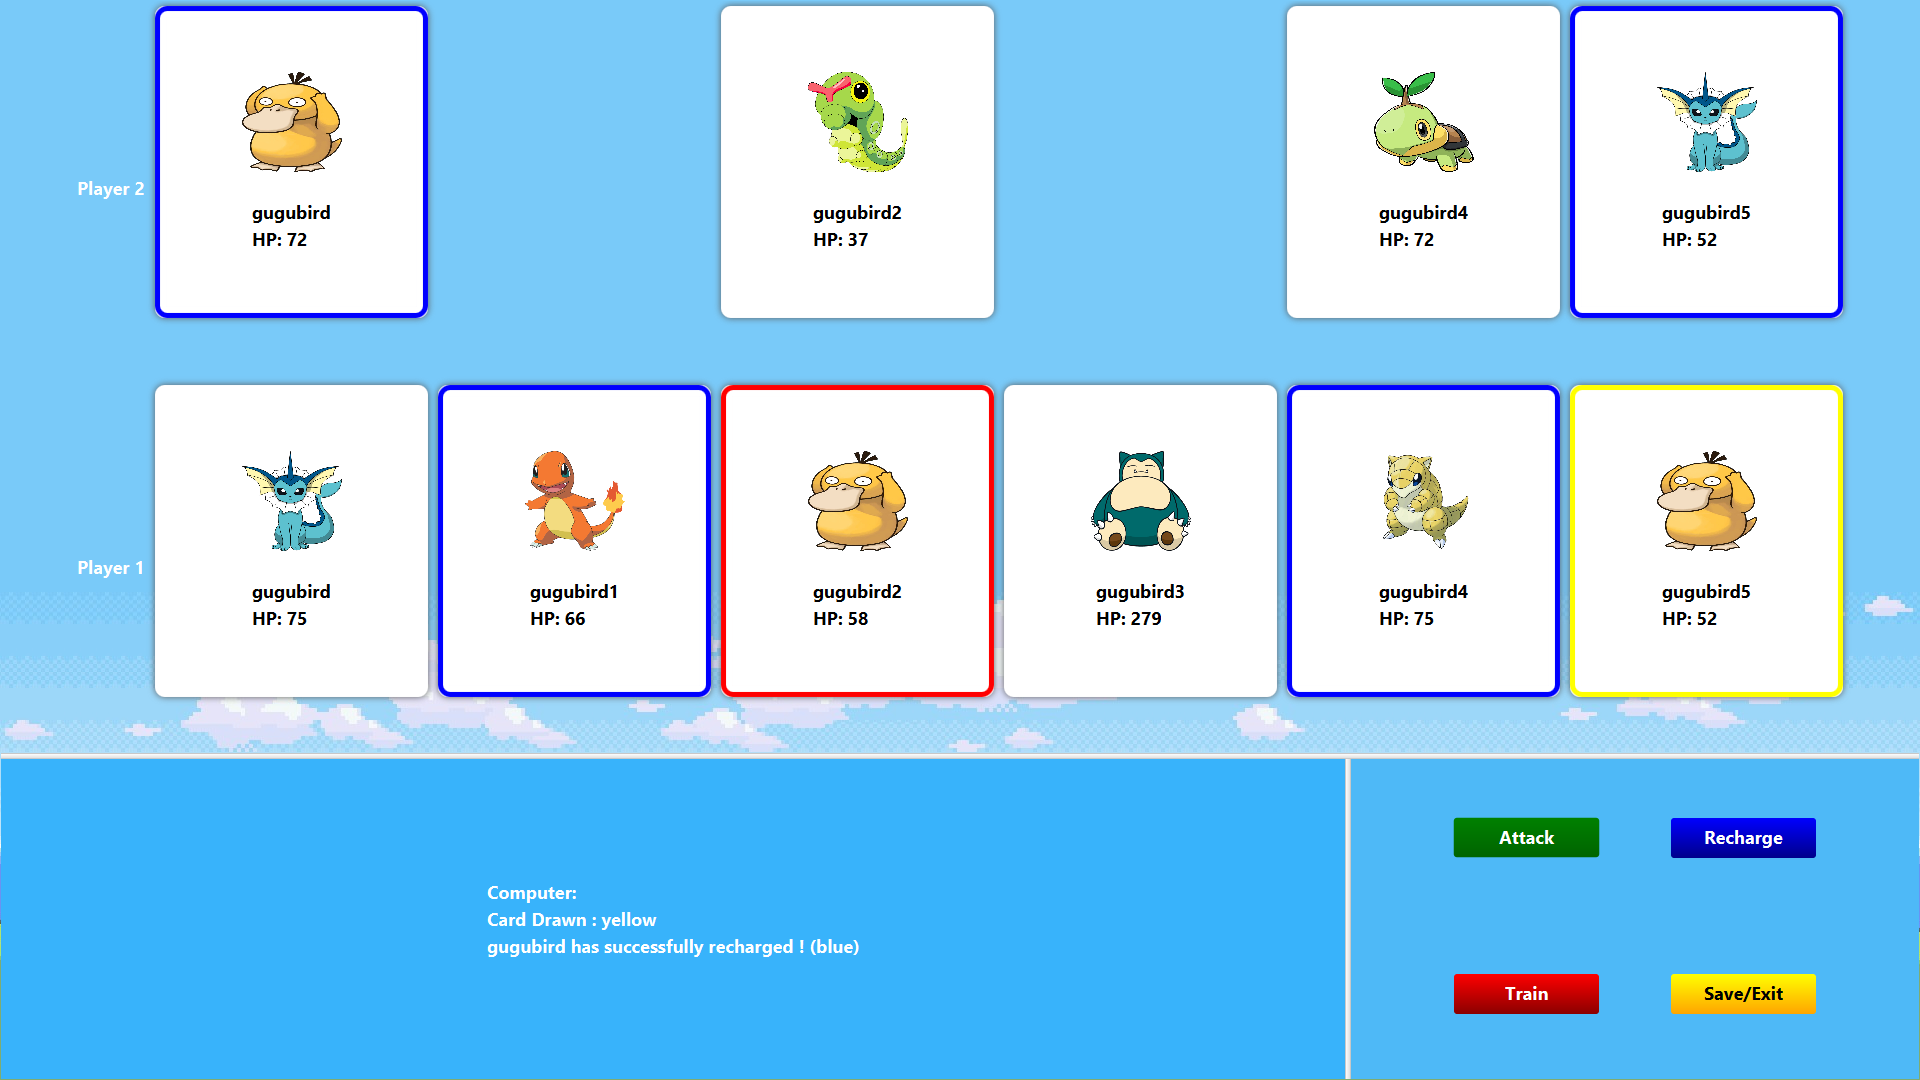 Player 2
gugubird
HP: 72
gugubird2
HP: 37
gugubird4
HP: 72
gugubird5
HP: 52
Player 1
gugubird
HP: 75
gugubird1
HP: 66
gugubird2
HP: 58
gugubird3
HP: 279
gugubird4
HP: 75
gugubird5
HP: 52
Computer:
Card Drawn : yellow
gugubird has successfully recharged ! (blue)
Attack
Recharge
Train
Save/Exit